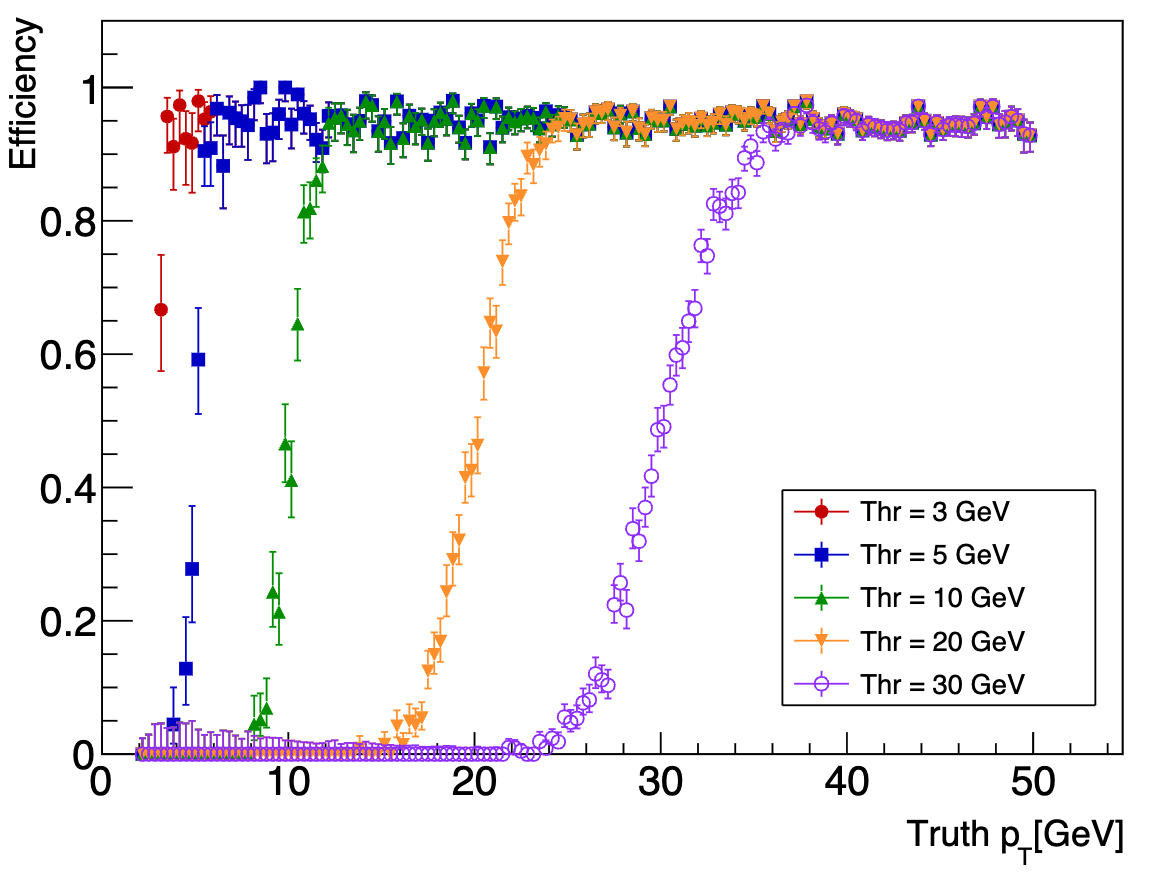 Efficiency
1
0.8
0.6
0.4
0.2
0
0 10 20 30 40 50
Truth pT[GeV]
Thr = 3 GeV
Thr = 5 GeV
Thr = 10 GeV
Thr = 20 GeV
Thr = 30 GeV